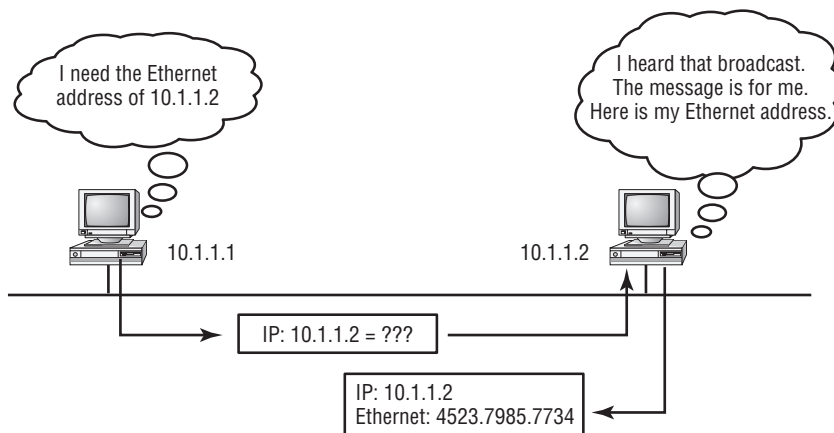 I need the Ethernet
address of 10.1.1.2
I heard that broadcast.
The message is for me.
Here is my Ethernet address.
10.1.1.1
10.1.1.2
IP: 10.1.1.2 = ???
IP: 10.1.1.2
Ethernet: 4523.7985.7734